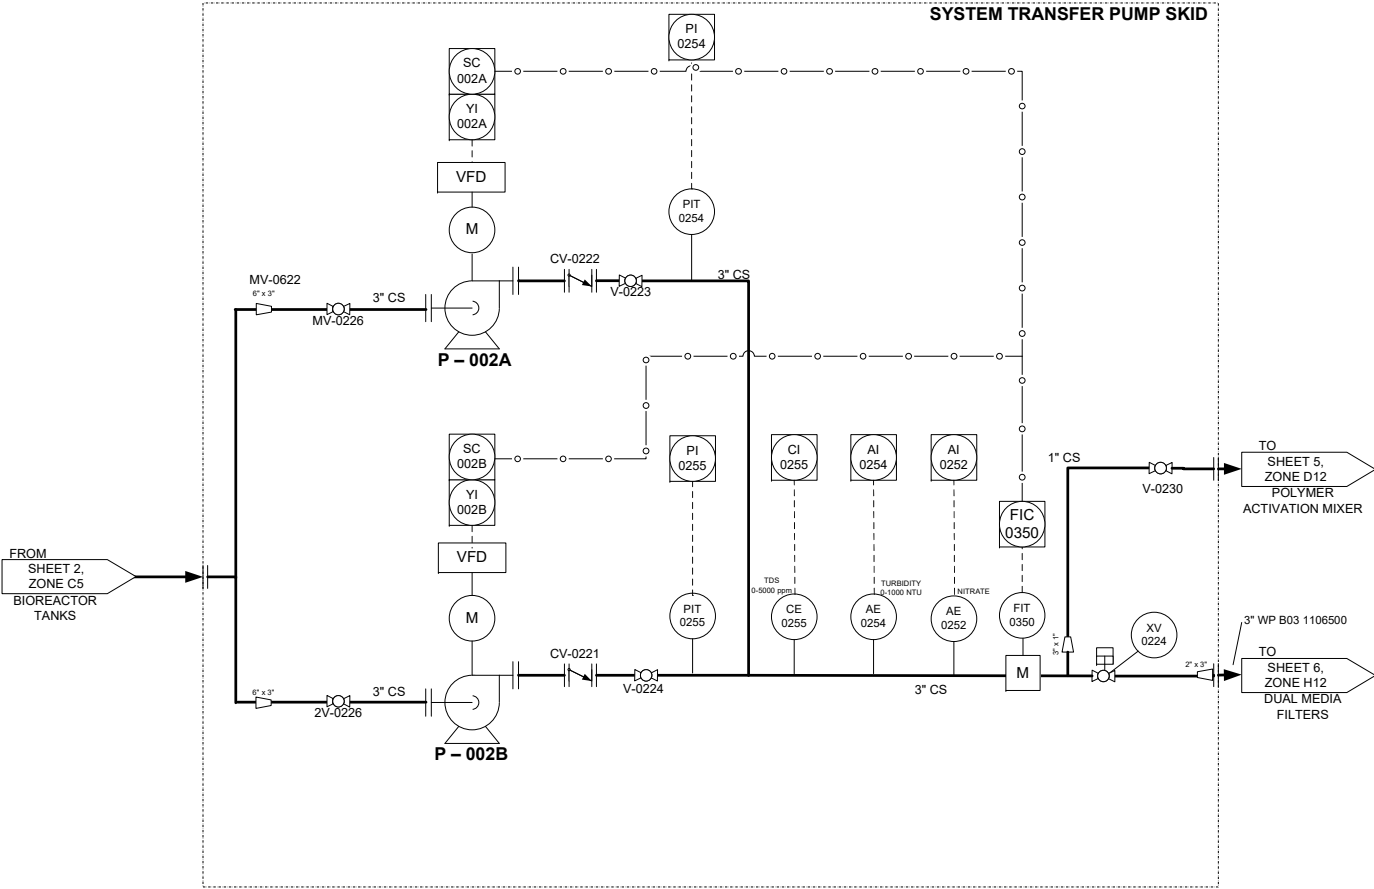 SYSTEM TRANSFER PUMP SKID
PI
0254
SC
002A
YI
002A
VFD
PIT
0254
M
CV-0222
MV-0622
6" x 3"
3" CS
3" CS
V-0223
MV-0226
P – 002A
SC
002B
YI
002B
PI
0255
CI
0255
AI
0254
AI
0252
1" CS
V-0230
TO
SHEET 5,
ZONE D12
POLYMER
ACTIVATION MIXER
FIC
0350
FROM
SHEET 2,
ZONE C5
BIOREACTOR
TANKS
VFD
M
TDS
0-5000 ppm
TURBIDITY
0-1000 NTU
NITRATE
PIT
0255
CE
0255
AE
0254
AE
0252
FIT
0350
XV
0224
3" WP B03 1106500
3" x 1"
CV-0221
V-0224
M
2" x 3"
TO
SHEET 6,
ZONE H12
DUAL MEDIA
FILTERS
6" x 3"
3" CS
3" CS
2V-0226
P – 002B